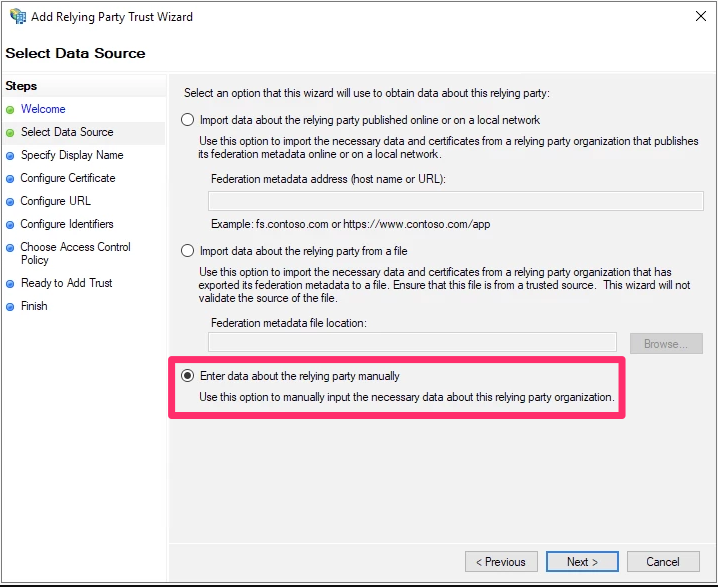 Add Relying Party Trust Wizard
Select Data Source
Steps
Welcome
Select Data Source
Specify Display Name
Configure Certificate
Configure URL
Configure Identifiers
Choose Access Control
Policy
Ready to Add Trust
Finish
Select an option that this wizard will use to obtain data about this relying party:
Import data about the relying party published online or on a local network
Use this option to import the necessary data and certificates from a relying party organization that publishes
its federation metadata online or on a local network.
Federation metadata address (host name or URL):
Example: fs.contoso.com or https://www.contoso.com/app
Import data about the relying party from a file
Use this option to import the necessary data and certificates from a relying party organization that has
exported its federation metadata to a file. Ensure that this file is from a trusted source. This wizard will not
validate the source of the file.
Federation metadata file location:
Browse...
Enter data about the relying party manually
Use this option to manually input the necessary data about this relying party organization.
< Previous
Next >
Cancel